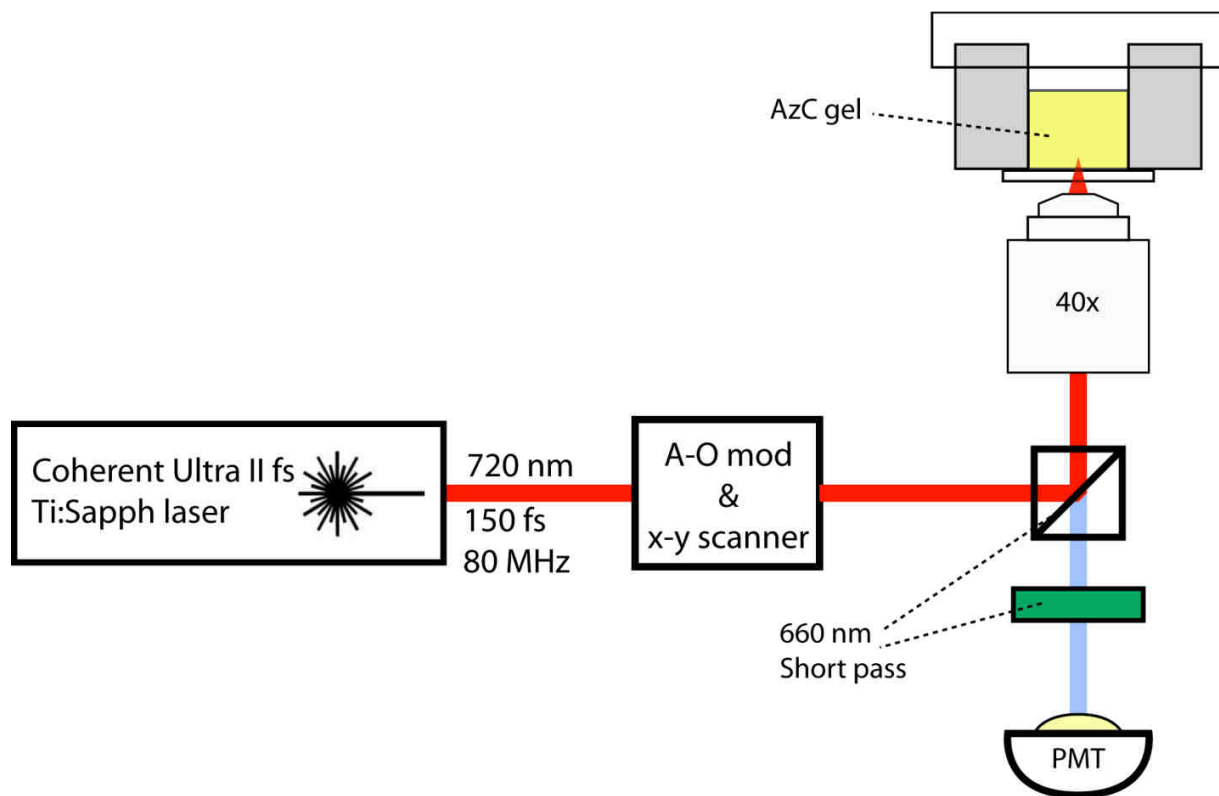 AzC gel
40x
Coherent Ultra II fs
Ti:Sapph laser
720 nm
150 fs
80 MHz
A-O mod
&
x-y scanner
660 nm
Short pass
PMT